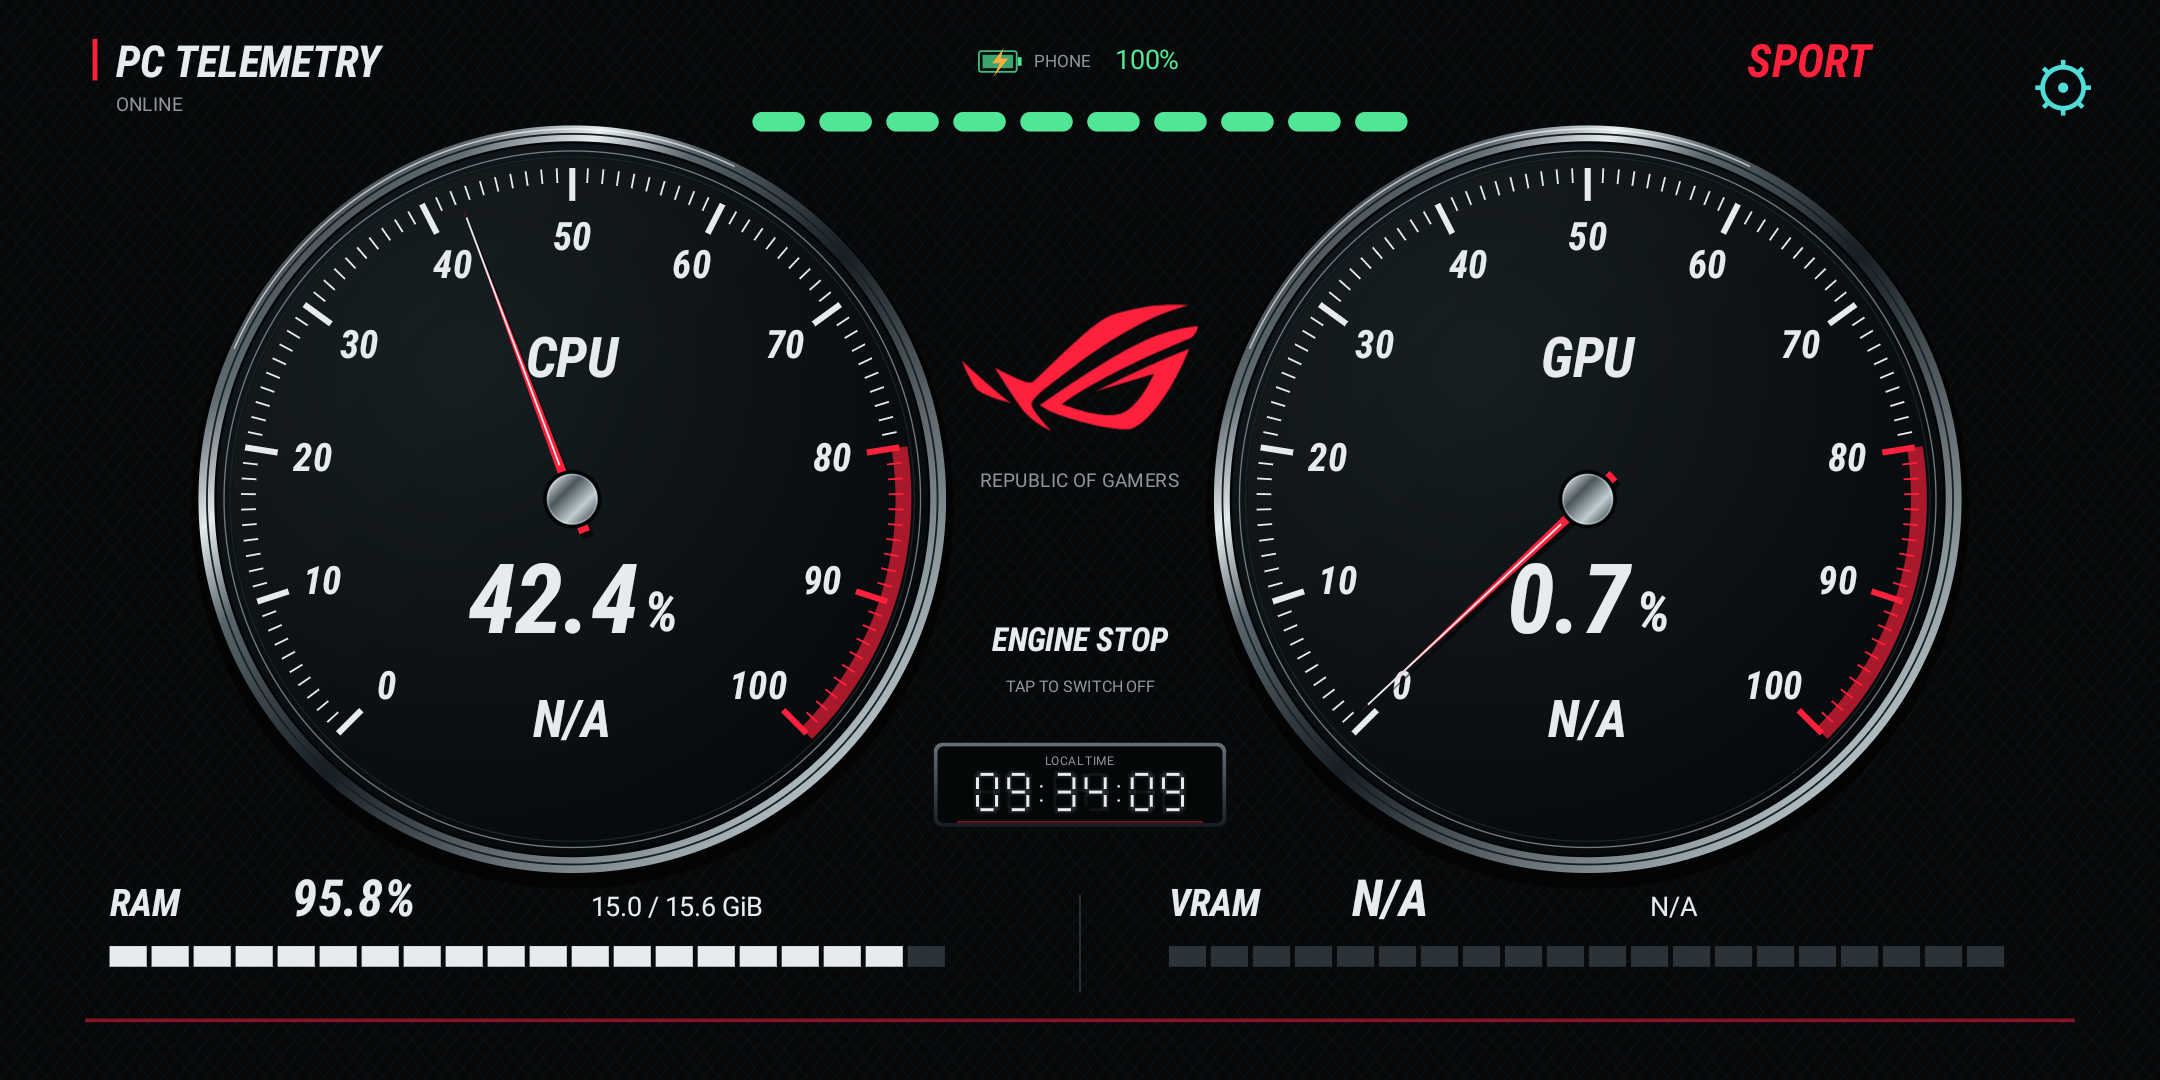 PC TELEMETRY
ONLINE
PHONE 100%
SPORT
0
10
20
30
40
50
60
70
80
90
100
CPU
42.4 %
N/A
REPUBLIC OF GAMERS
ENGINE STOP
TAP TO SWITCH OFF
LOCAL TIME
09:34:09
0
10
20
30
40
50
60
70
80
90
100
GPU
0.7 %
N/A
RAM 95.8% 15.0 / 15.6 GiB
VRAM N/A N/A